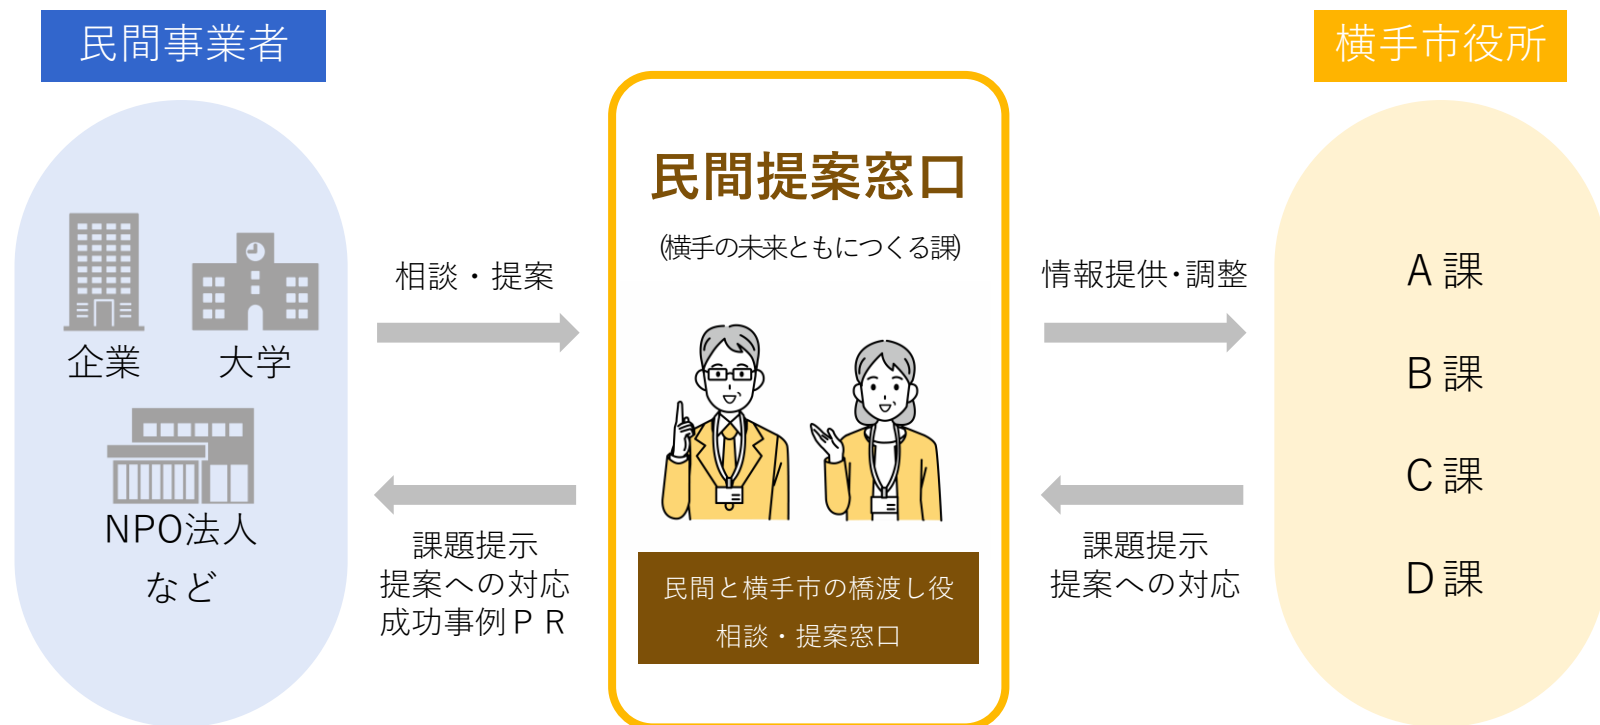 民間事業者
横手市役所
企業
大学
NPO法人
など
相談・提案
課題提示
提案への対応
成功事例ＰＲ
民間提案窓口
(横手の未来ともにつくる課)
民間と横手市の橋渡し役
相談・提案窓口
情報提供・調整
課題提示
提案への対応
Ａ課
Ｂ課
Ｃ課
Ｄ課